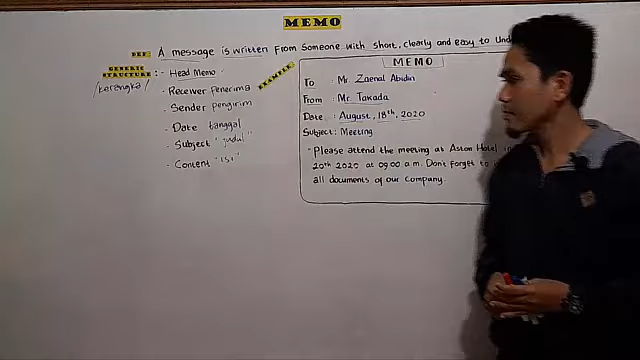 MEMO
DEF A message is written from someone with short, clearly and easy to und
GENERIC STRUCTURE : - Head Memo
/kerangka/
- Receiver penerima
- Sender pengirim
- Date tanggal
- Subject "judul"
- Content "isi"
EXAMPLE
MEMO
To : Mr. Zaenal Abidin
From : Mr. Takada
Date : August, 18th, 2020
Subject : Meeting
"Please attend the meeting at Aston Hotel in
20th 2020 at 09.00 a.m. Don't forget to
all documents of our company.